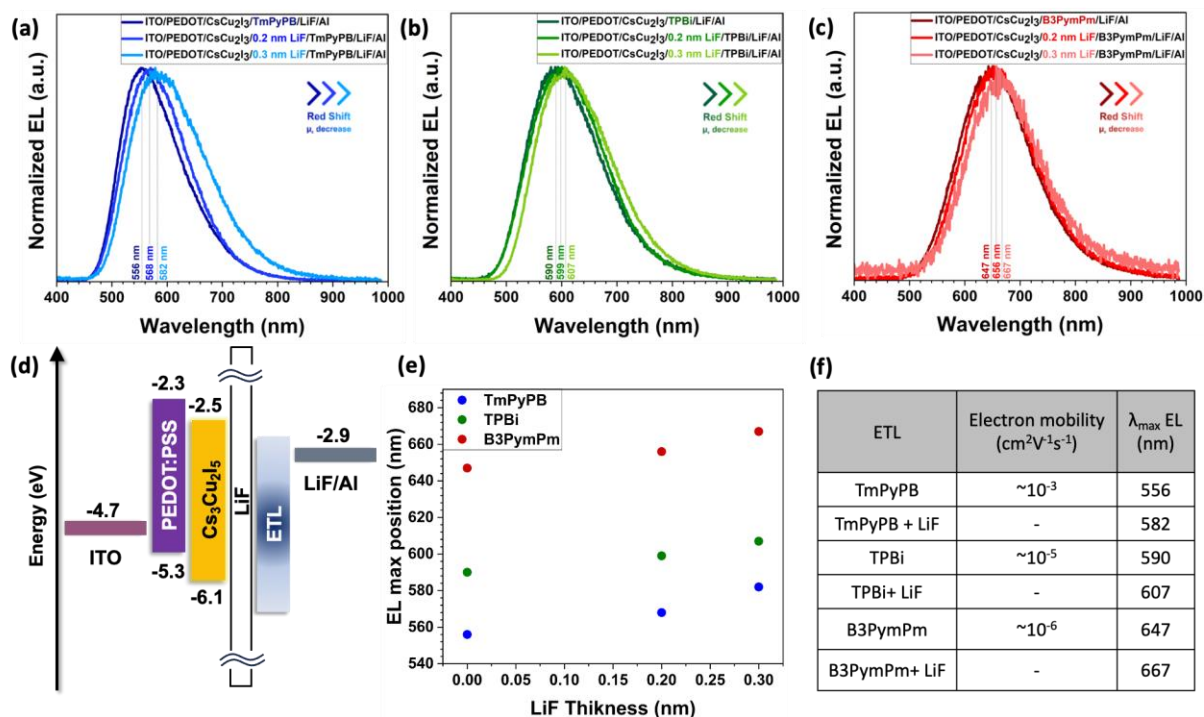 (a)
ITO/PEDOT/CsCu2I3/TmPyPB/LiF/Al
ITO/PEDOT/CsCu2I3/0.2 nm LiF/TmPyPB/LiF/Al
ITO/PEDOT/CsCu2I3/0.3 nm LiF/TmPyPB/LiF/Al
Red Shift
μ, decrease
Normalized EL (a.u.)
556 nm
568 nm
582 nm
400 500 600 700 800 900 1000
Wavelength (nm)
(b)
ITO/PEDOT/CsCu2I3/TPBi/LiF/Al
ITO/PEDOT/CsCu2I3/0.2 nm LiF/TPBi/LiF/Al
ITO/PEDOT/CsCu2I3/0.3 nm LiF/TPBi/LiF/Al
Red Shift
μ, decrease
Normalized EL (a.u.)
590 nm
599 nm
607 nm
400 500 600 700 800 900 1000
Wavelength (nm)
(c)
ITO/PEDOT/CsCu2I3/B3PymPm/LiF/Al
ITO/PEDOT/CsCu2I3/0.2 nm LiF/B3PymPm/LiF/Al
ITO/PEDOT/CsCu2I3/0.3 nm LiF/B3PymPm/LiF/Al
Red Shift
μ, decrease
Normalized EL (a.u.)
647 nm
656 nm
667 nm
400 500 600 700 800 900 1000
Wavelength (nm)
(d)
Energy (eV)
-4.7
ITO
-2.3
PEDOT:PSS
-5.3
-2.5
Cs3Cu2I5
-6.1
LiF
ETL
-2.9
LiF/Al
(e)
TmPyPB
TPBi
B3PymPm
EL max position (nm)
680
660
640
620
600
580
560
540
0.00 0.05 0.10 0.15 0.20 0.25 0.30
LiF Thikness (nm)
(f)
ETL Electron mobility (cm2V-1s-1) λmax EL (nm)
TmPyPB ~10-3 556
TmPyPB + LiF - 582
TPBi ~10-5 590
TPBi+ LiF - 607
B3PymPm ~10-6 647
B3PymPm+ LiF - 667